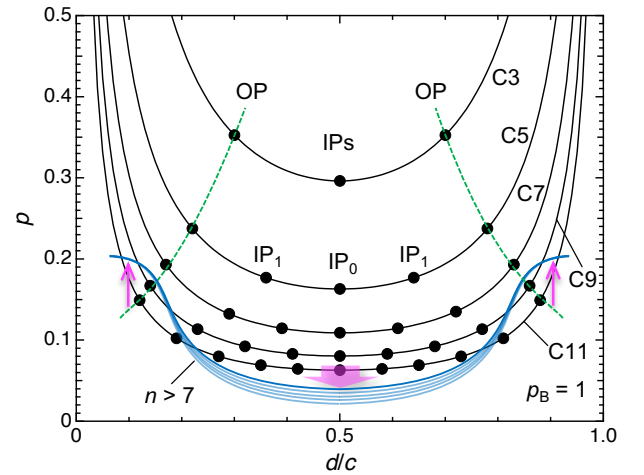 0.5
0.4
0.3
0.2
0.1
0
p
OP
OP
C3
IPs
C5
C7
IP1
IP0
IP1
C9
C11
n > 7
pB = 1
0
0.5
1.0
d/c